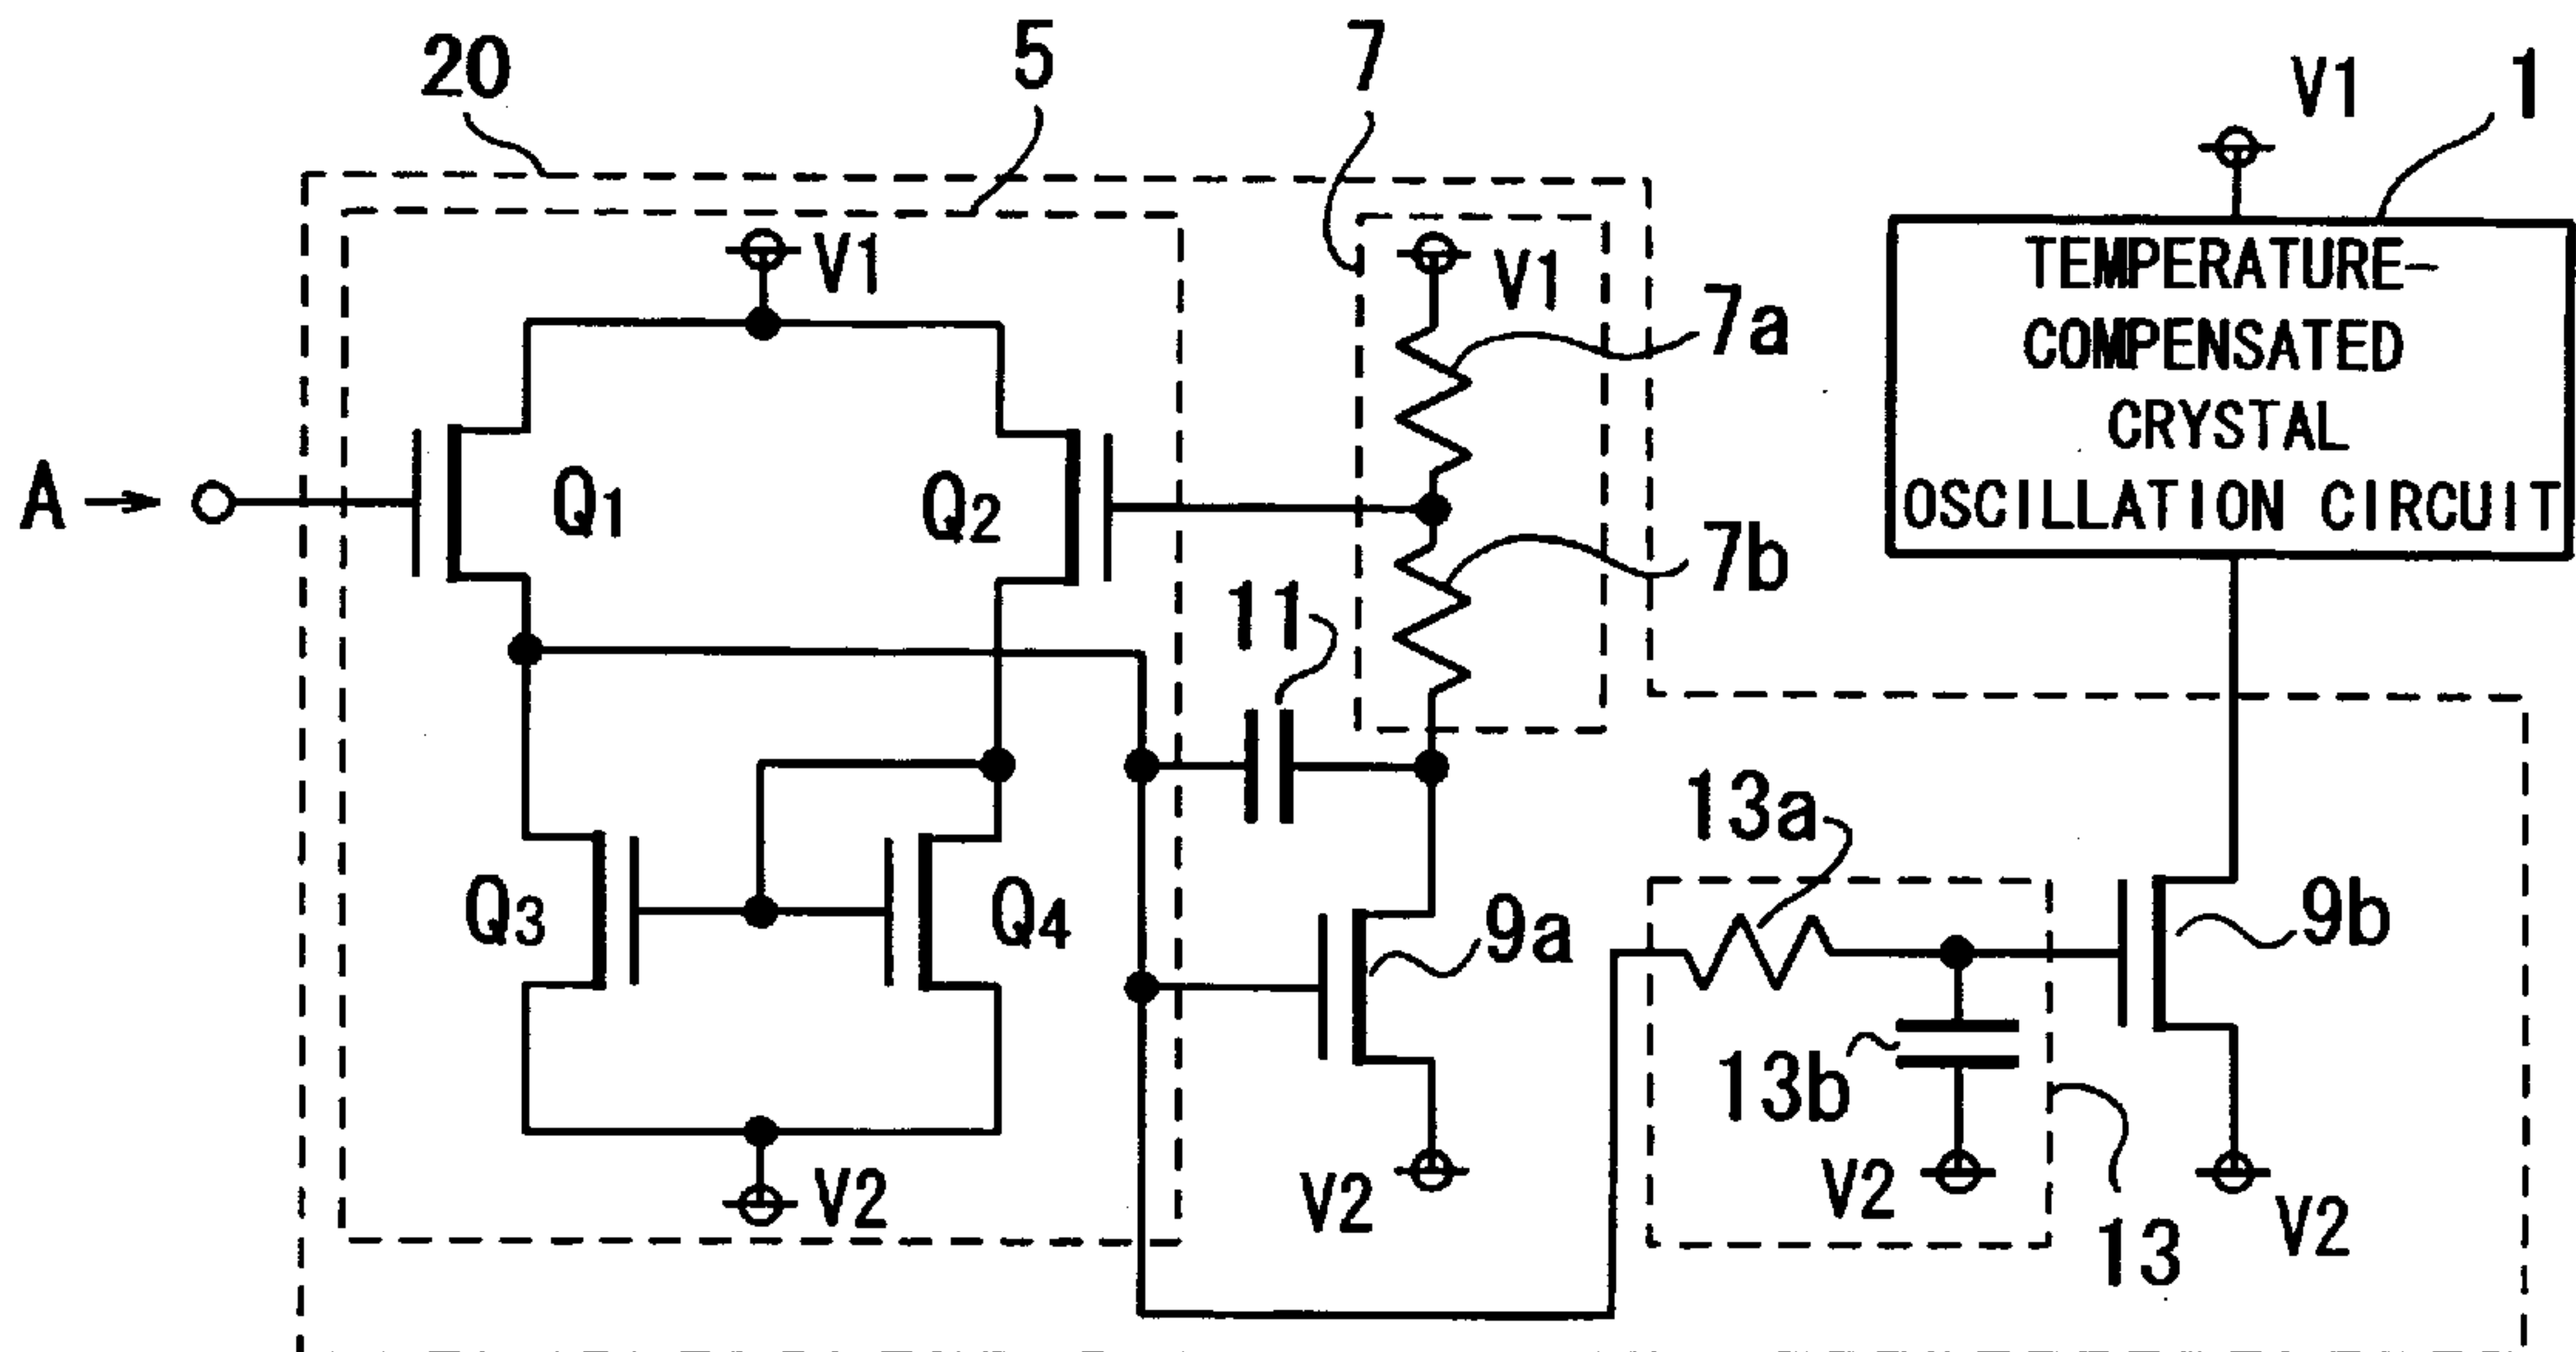 20
5
7
V1
1
V1
V1
TEMPERATURE-
COMPENSATED
CRYSTAL
OSCILLATION CIRCUIT
7a
A
Q1
Q2
7b
11
13a
Q3
Q4
9a
9b
13b
V2
V2
V2
V2
13